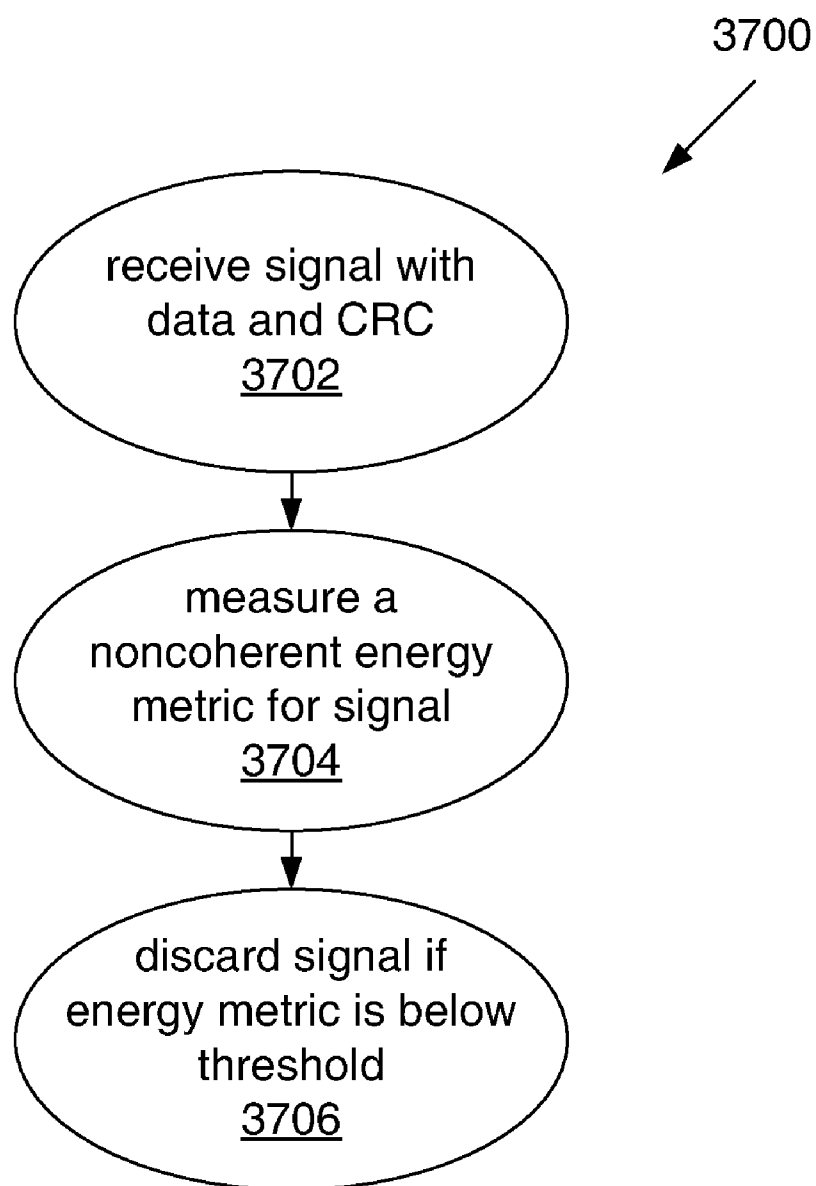 3700
receive signal with
data and CRC
3702
measure a
noncoherent energy
metric for signal
3704
discard signal if
energy metric is below
threshold
3706